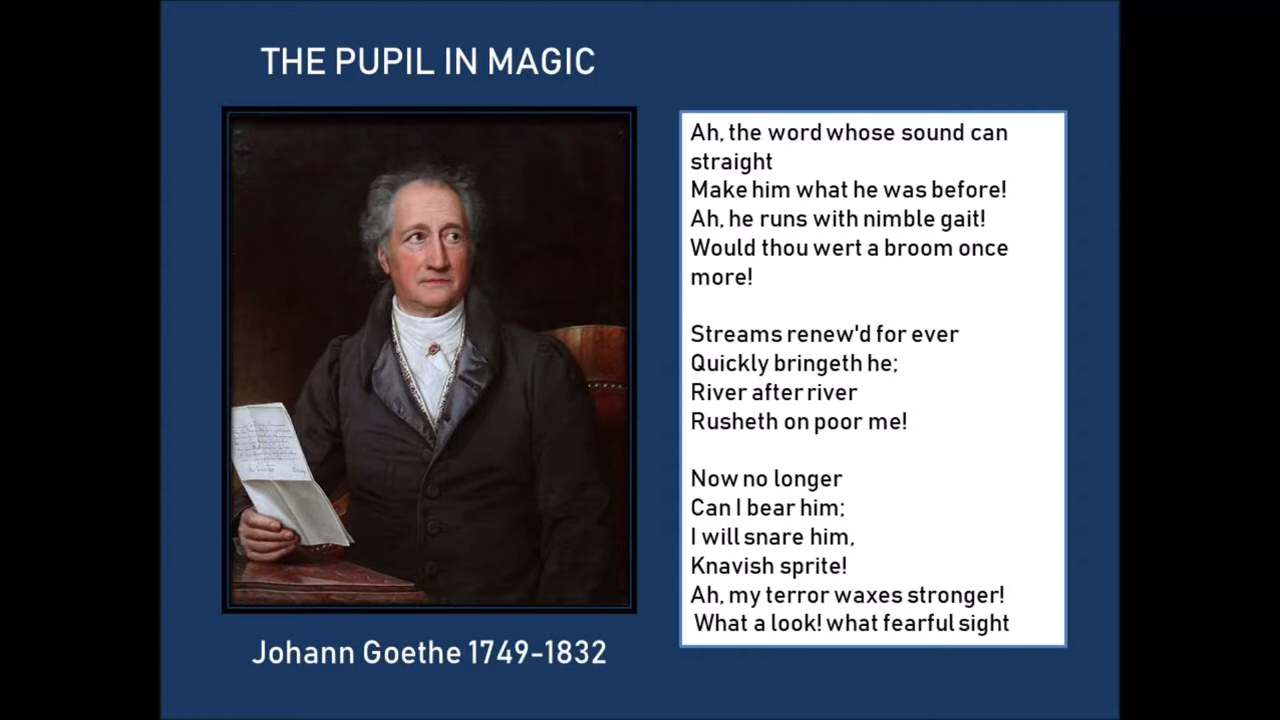 THE PUPIL IN MAGIC
Ah, the word whose sound can
straight
Make him what he was before!
Ah, he runs with nimble gait!
Would thou wert a broom once
more!
Streams renew'd for ever
Quickly bringeth he;
River after river
Rusheth on poor me!
Now no longer
Can I bear him;
I will snare him,
Knavish sprite!
Ah, my terror waxes stronger!
What a look! what fearful sight
Johann Goethe 1749-1832